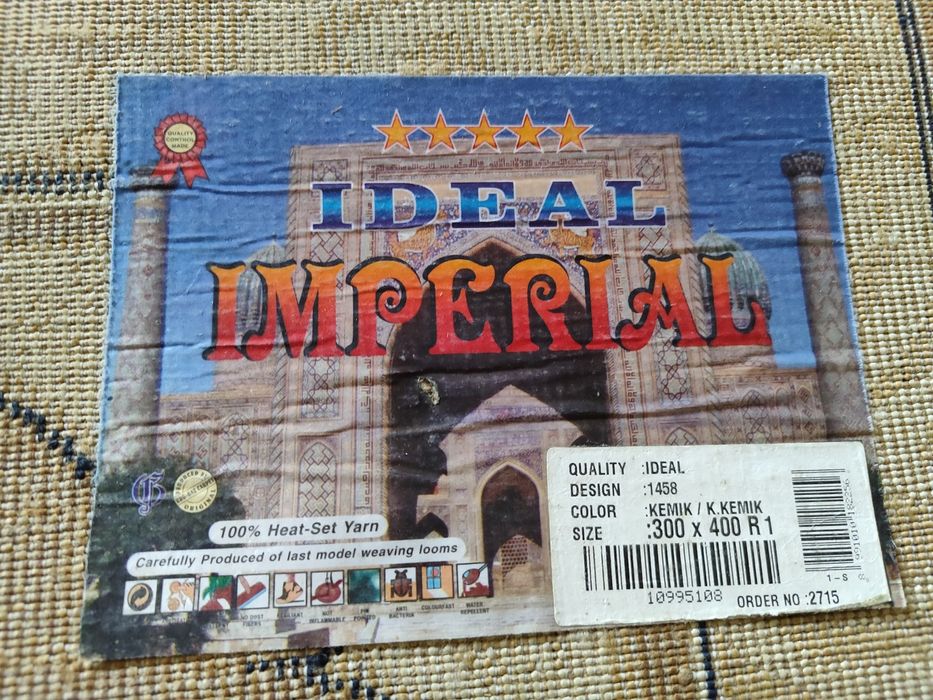 QUALITY
CONTROL
MADE
IDEAL
IMPERIAL
100% Heat-Set Yarn
Carefully Produced of last model weaving looms
NO DUST
FIBERS
NOT
INFLAMMABLE
ANTI
BACTERIA
COLOURFAST
WATER
REPELLENT
QUALITY :IDEAL
DESIGN :1458
COLOR :KEMIK / K.KEMIK
SIZE :300 x 400 R 1
10995108
ORDER NO :2715
1-S